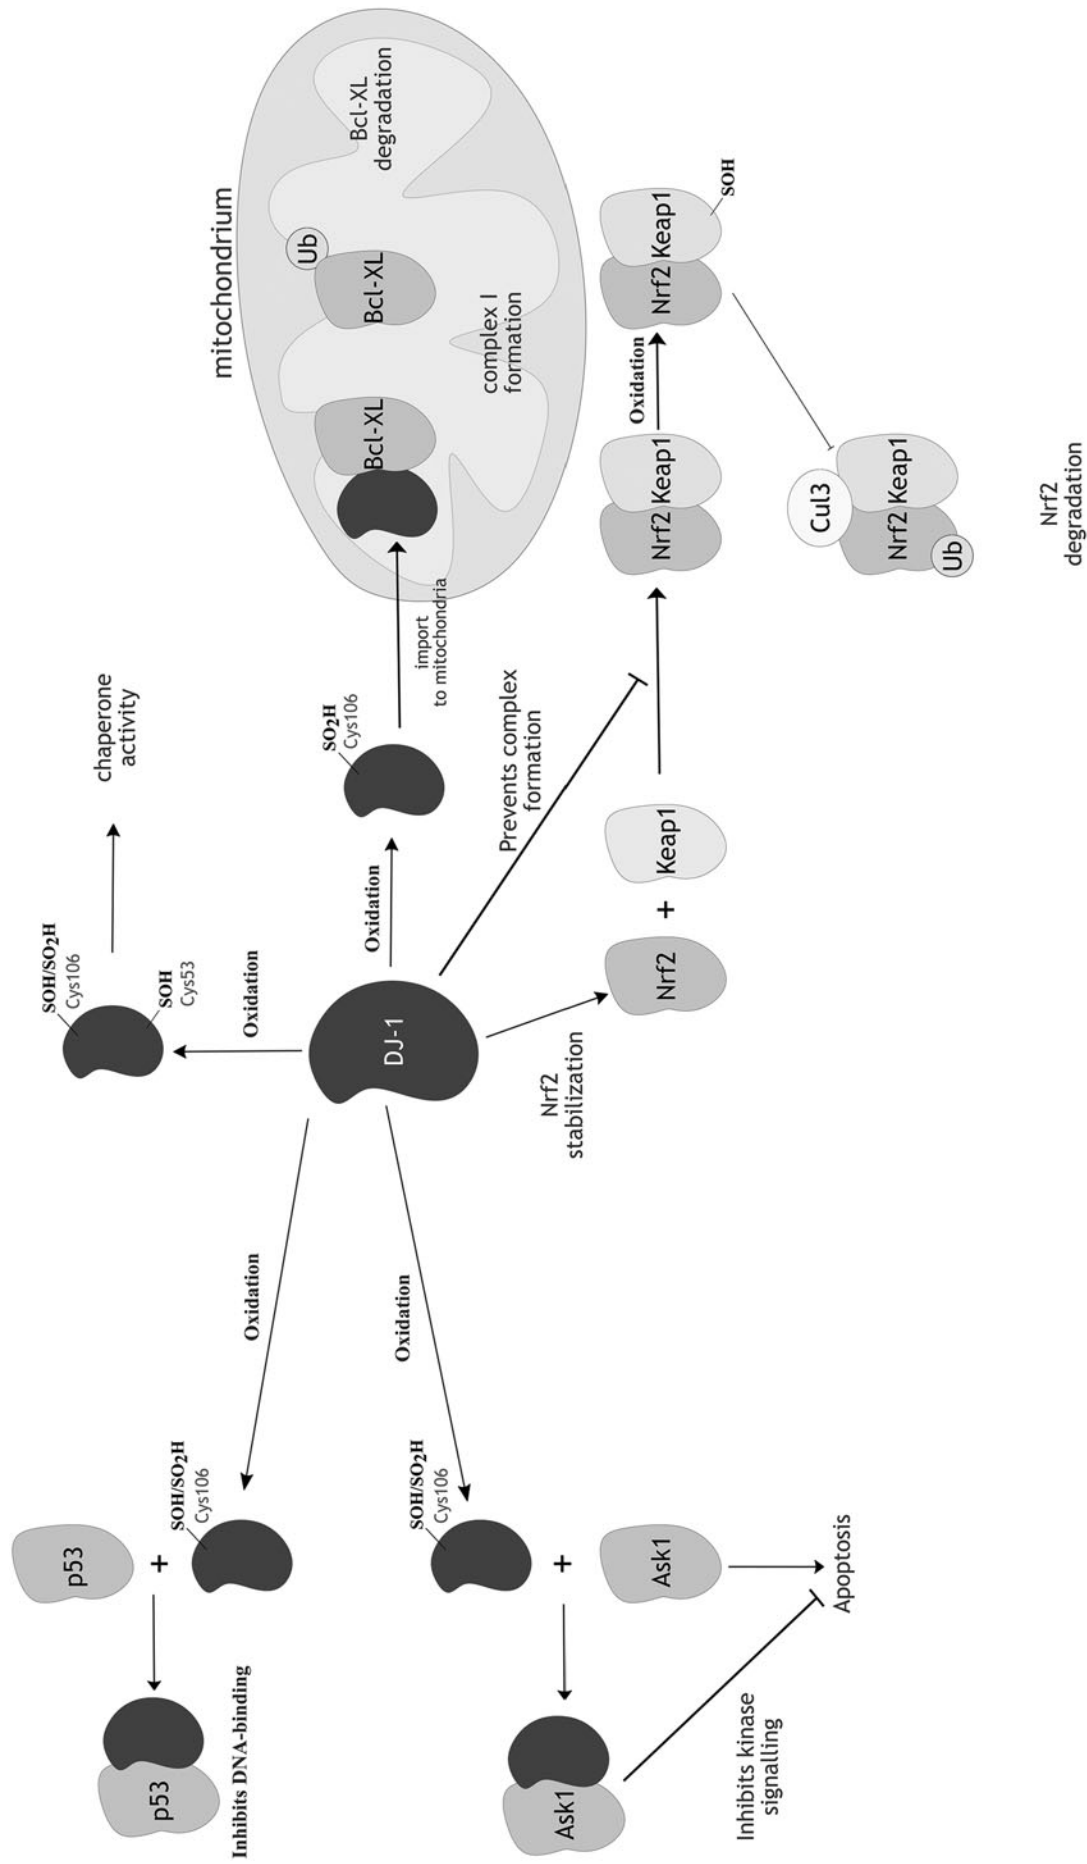 p53
+
SOH/SO2H
Cys106
p53
Inhibits DNA-binding
Oxidation
SOH/SO2H
Cys106
SOH
Cys53
Oxidation
chaperone
activity
mitochondrium
Ub
Bcl-XL
Bcl-XL
Bcl-XL
degradation
complex I
formation
SO2H
Cys106
import
to mitochondria
Oxidation
DJ-1
Oxidation
SOH/SO2H
Cys106
+
Ask1
Ask1
Inhibits kinase
signalling
Apoptosis
Nrf2
stabilization
Prevents complex
formation
Nrf2
+
Keap1
Nrf2 Keap1
Oxidation
Nrf2 Keap1
SOH
Cul3
Nrf2 Keap1
Ub
Nrf2
degradation